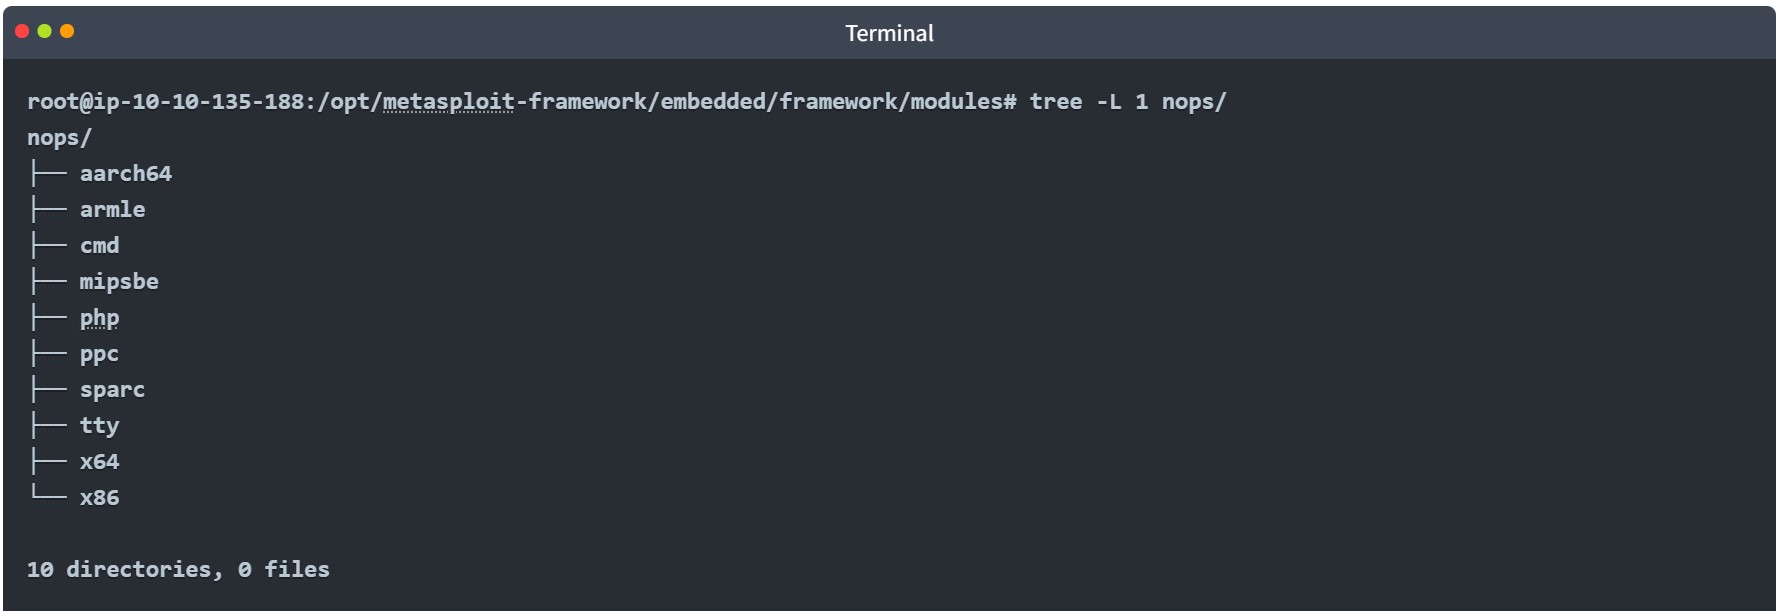 Terminal
root@ip-10-10-135-188:/opt/metasploit-framework/embedded/framework/modules# tree -L 1 nops/
nops/
├── aarch64
├── armle
├── cmd
├── mipsbe
├── php
├── ppc
├── sparc
├── tty
├── x64
└── x86
10 directories, 0 files